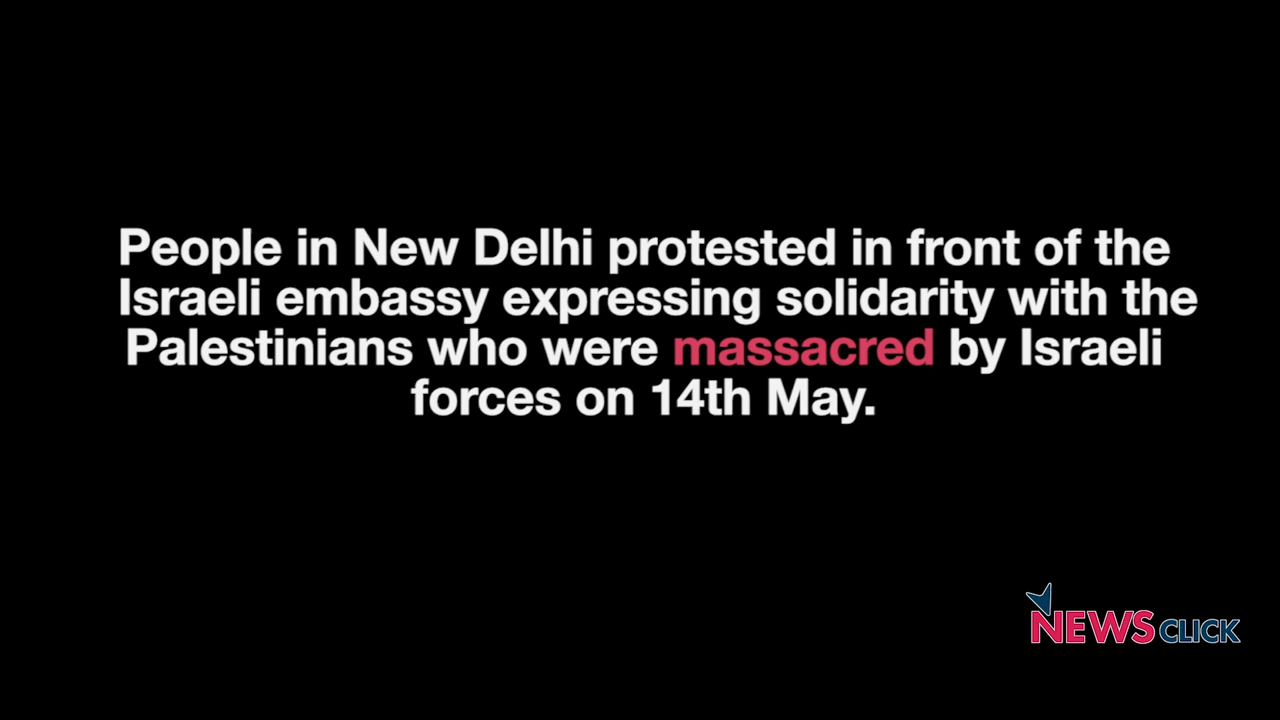 People in New Delhi protested in front of the
Israeli embassy expressing solidarity with the
Palestinians who were massacred by Israeli
forces on 14th May.
NEWSCLICK